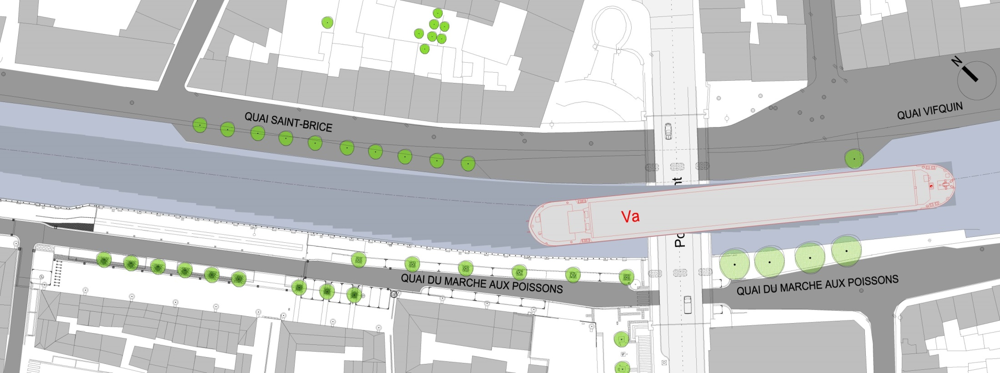 N
QUAI VIFQUIN
QUAI SAINT-BRICE
Va
QUAI DU MARCHE AUX POISSONS
QUAI DU MARCHE AUX POISSONS